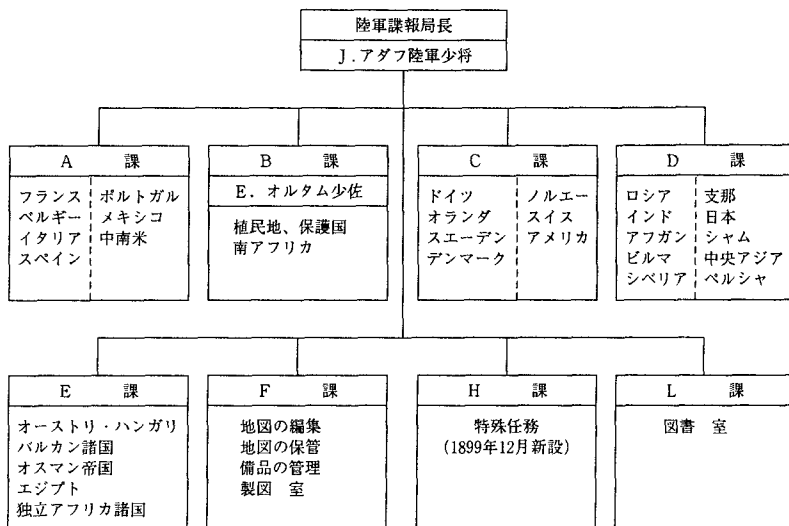 陸軍諜報局長
J.アダフ陸軍少将
A 課
フランス
ベルギー
イタリア
スペイン
ポルトガル
メキシコ
中南米
B 課
E.オルタム少佐
植民地、保護国
南アフリカ
C 課
ドイツ
オランダ
スエーデン
デンマーク
ノルエー
スイス
アメリカ
D 課
ロシア
インド
アフガン
ビルマ
シベリア
支那
日本
シャム
中央アジア
ペルシャ
E 課
オーストリ・ハンガリ
バルカン諸国
オスマン帝国
エジプト
独立アフリカ諸国
F 課
地図の編集
地図の保管
備品の管理
製図 室
H 課
特殊任務
(1899年12月新設)
L 課
図書 室